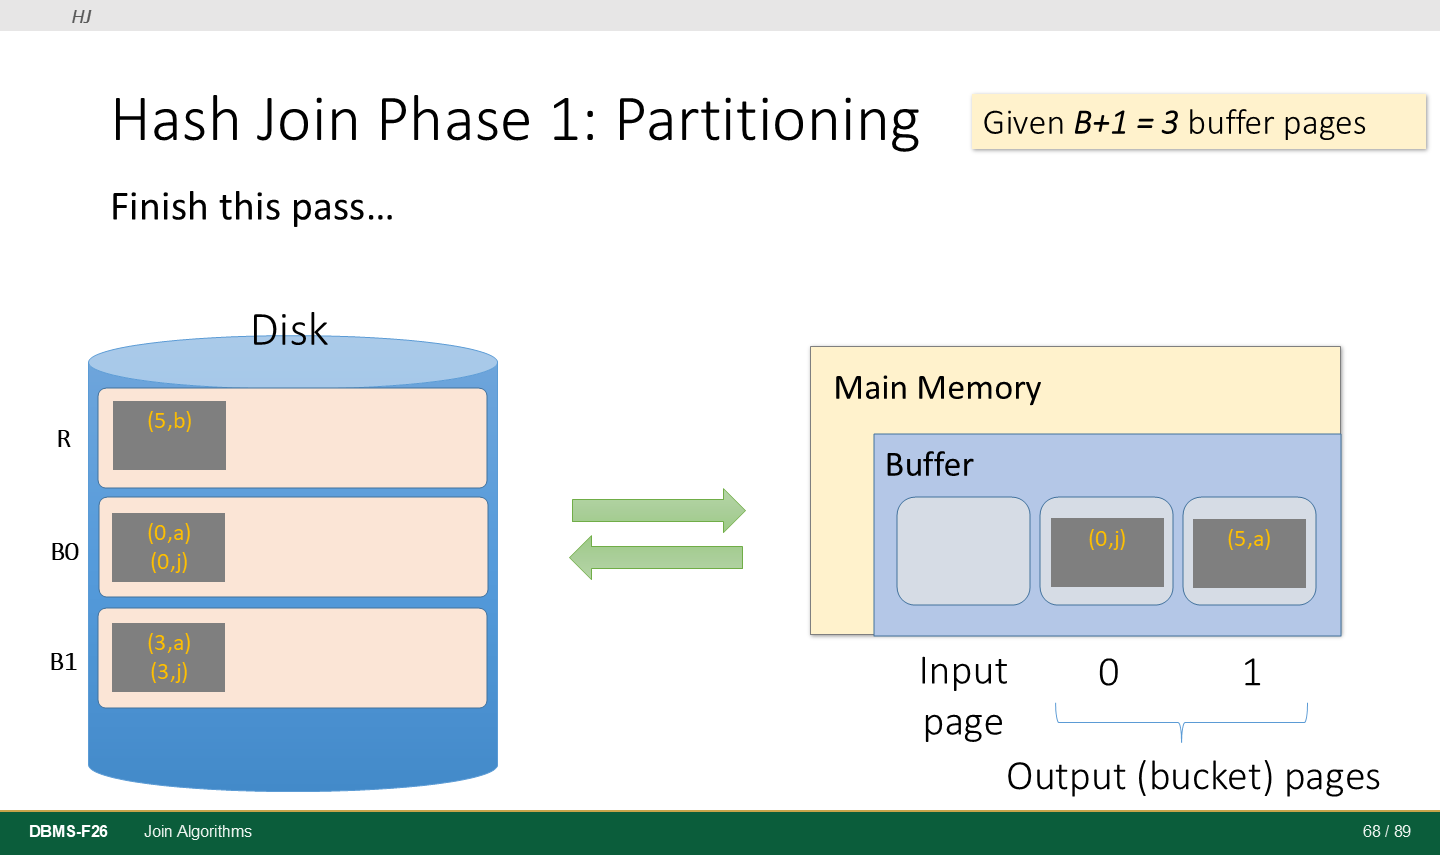 HJ
Hash Join Phase 1: Partitioning
Given B+1 = 3 buffer pages
Finish this pass…
Disk
R
(5,b)
B0
(0,a)
(0,j)
B1
(3,a)
(3,j)
Main Memory
Buffer
(0,j)
(5,a)
Input
page
0
1
Output (bucket) pages
DBMS-F26
Join Algorithms
68 / 89